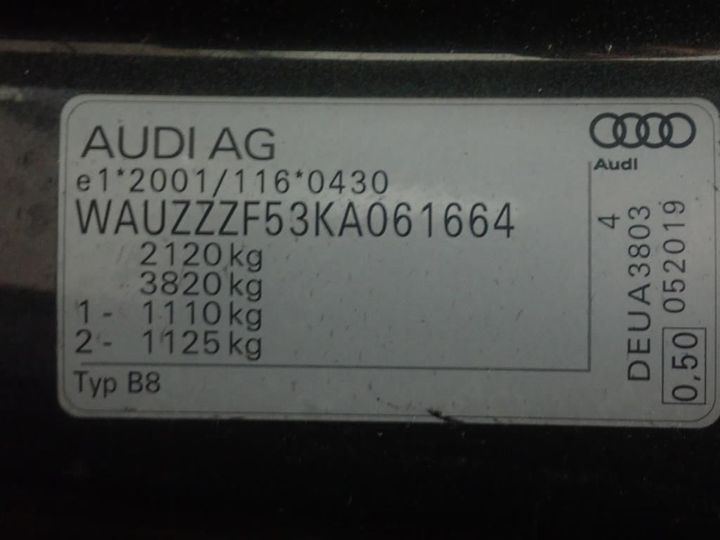 AUDI AG
e1*2001/116*0430
WAUZZZF53KA061664
2120 kg
3820 kg
1 - 1110 kg
2 - 1125 kg
Typ B8
Audi
4
DEUA3803
052019
0,50